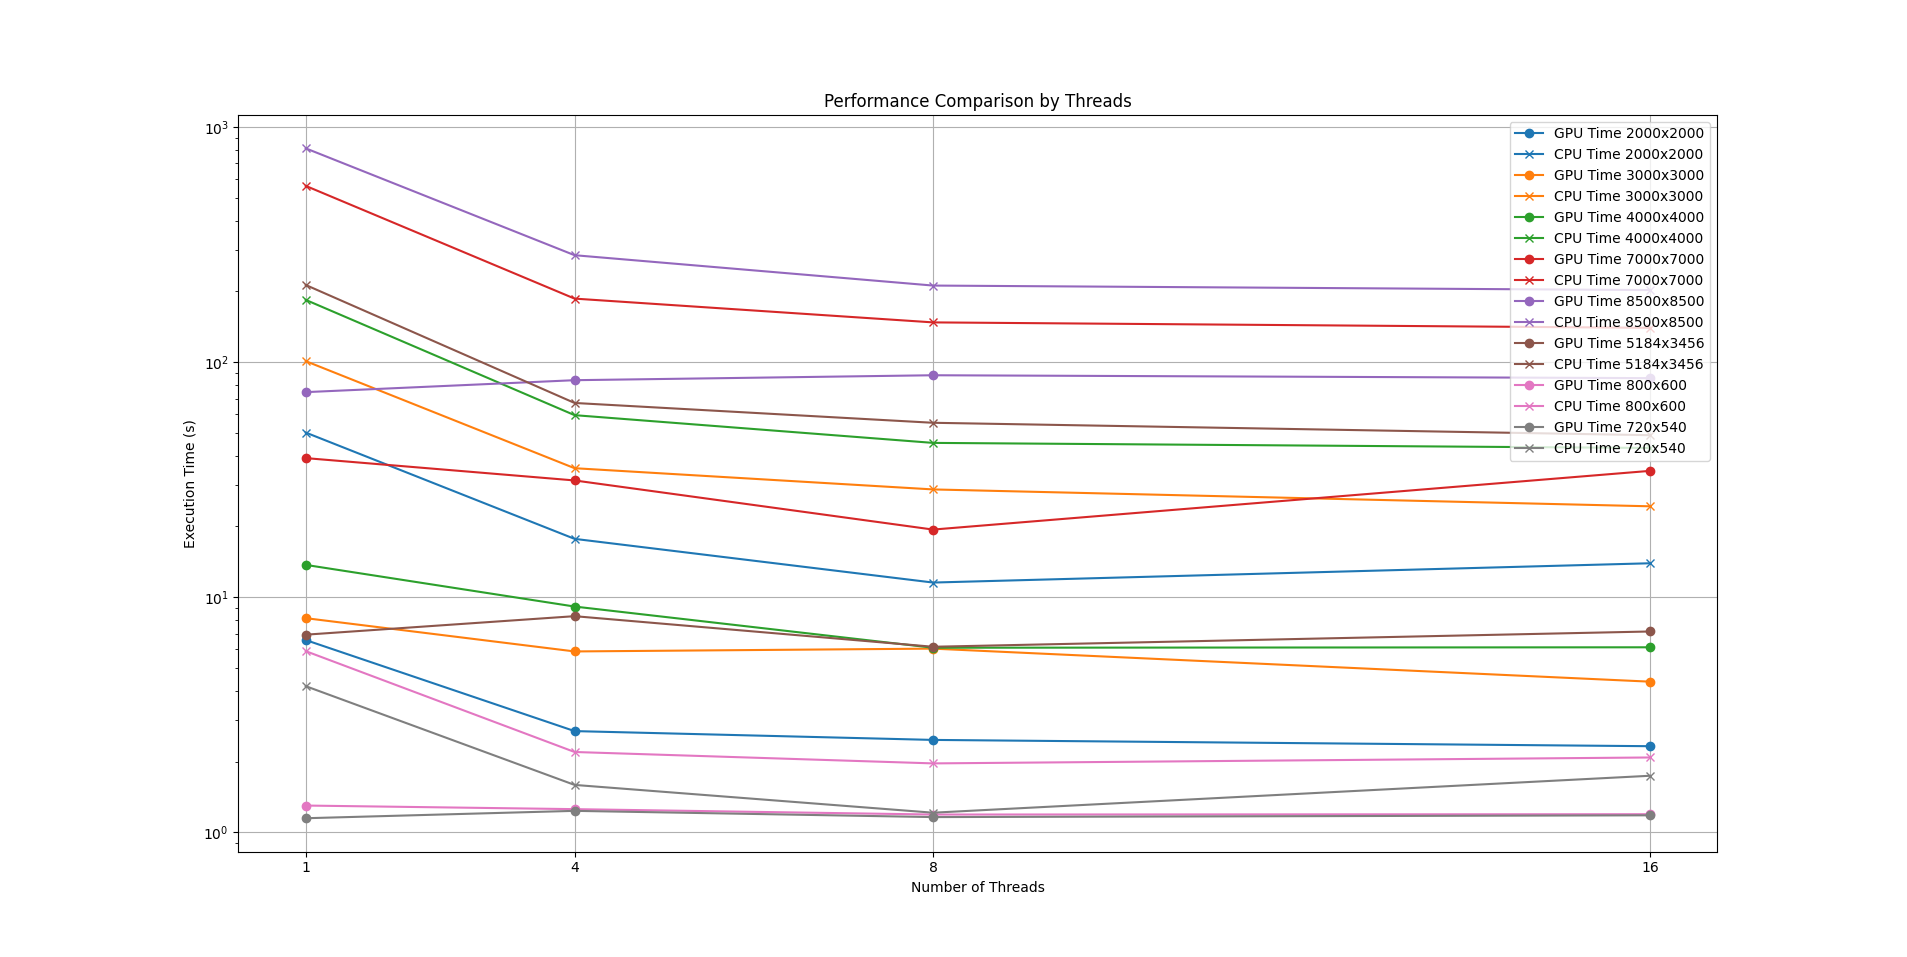 Performance Comparison by Threads
10³
10²
10¹
10⁰
Execution Time (s)
GPU Time 2000x2000
CPU Time 2000x2000
GPU Time 3000x3000
CPU Time 3000x3000
GPU Time 4000x4000
CPU Time 4000x4000
GPU Time 7000x7000
CPU Time 7000x7000
GPU Time 8500x8500
CPU Time 8500x8500
GPU Time 5184x3456
CPU Time 5184x3456
GPU Time 800x600
CPU Time 800x600
GPU Time 720x540
CPU Time 720x540
1 4 8 16
Number of Threads